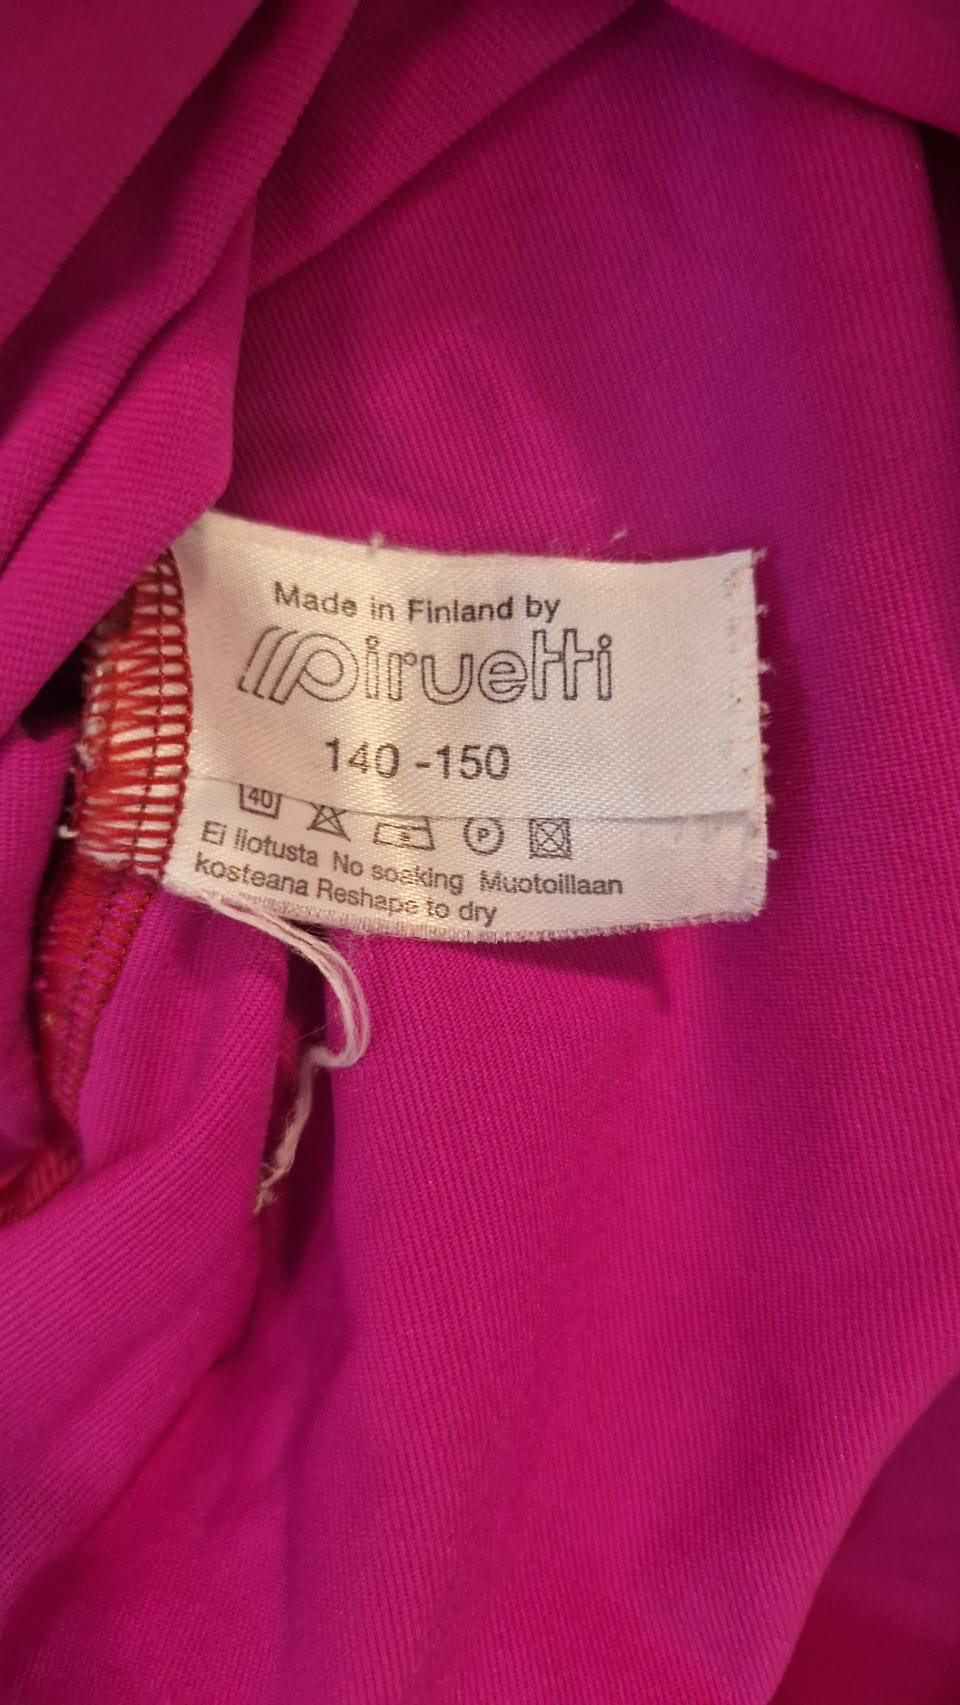 Made in Finland by
piruetti
140 -150
40
P
Ei liotusta No soaking Muotoillaan
kosteana Reshape to dry